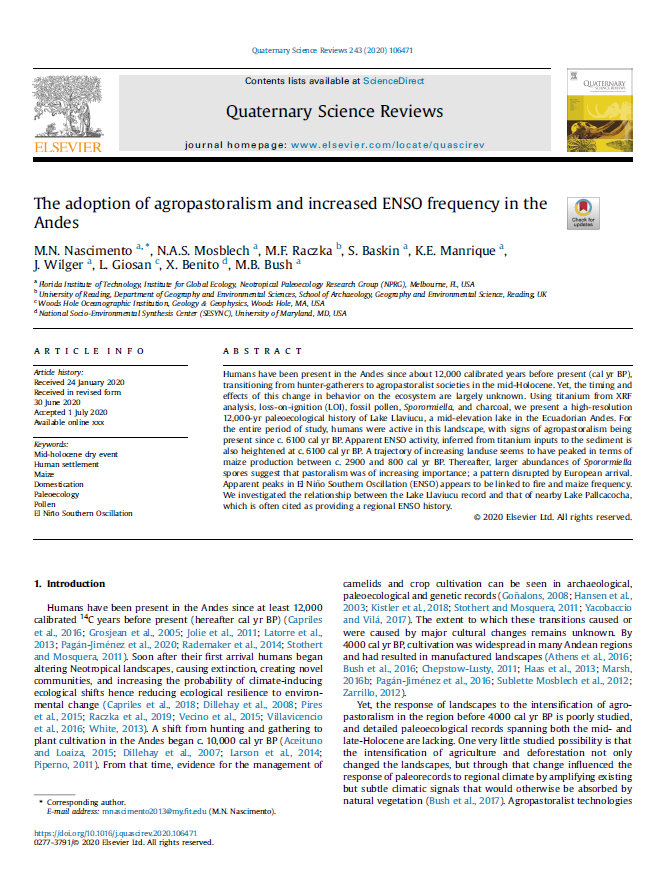 Quaternary Science Reviews 243 (2020) 106471
Contents lists available at ScienceDirect
Quaternary Science Reviews
journal homepage: www.elsevier.com/locate/quascirev
ELSEVIER
QUATERNARY
SCIENCE REVIEWS
The adoption of agropastoralism and increased ENSO frequency in the
Andes
Check for
updates
M.N. Nascimento a, *, N.A.S. Mosblech a, M.F. Raczka b, S. Baskin a, K.E. Manrique a,
J. Wilger a, L. Giosan c, X. Benito d, M.B. Bush a
a Florida Institute of Technology, Institute for Global Ecology, Neotropical Paleoecology Research Group (NPRG), Melbourne, FL, USA
b University of Reading, Department of Geography and Environmental Sciences, School of Archaeology, Geography and Environmental Science, Reading, UK
c Woods Hole Oceanographic Institution, Geology & Geophysics, Woods Hole, MA, USA
d National Socio-Environmental Synthesis Center (SESYNC), University of Maryland, MD, USA
ARTICLE INFO
Article history:
Received 24 January 2020
Received in revised form
30 June 2020
Accepted 1 July 2020
Available online xxx
Keywords:
Mid-holocene dry event
Human settlement
Maize
Domestication
Paleoecology
Pollen
El Niño Southern Oscillation
ABSTRACT
Humans have been present in the Andes since about 12,000 calibrated years before present (cal yr BP),
transitioning from hunter-gatherers to agropastoralist societies in the mid-Holocene. Yet, the timing and
effects of this change in behavior on the ecosystem are largely unknown. Using titanium from XRF
analysis, loss-on-ignition (LOI), fossil pollen, Sporormiella, and charcoal, we present a high-resolution
12,000-yr paleoecological history of Lake Llaviucu, a mid-elevation lake in the Ecuadorian Andes. For
the entire period of study, humans were active in this landscape, with signs of agropastoralism being
present since c. 6100 cal yr BP. Apparent ENSO activity, inferred from titanium inputs to the sediment is
also heightened at c. 6100 cal yr BP. A trajectory of increasing landuse seems to have peaked in terms of
maize production between c. 2900 and 800 cal yr BP. Thereafter, larger abundances of Sporormiella
spores suggest that pastoralism was of increasing importance; a pattern disrupted by European arrival.
Apparent peaks in El Niño Southern Oscillation (ENSO) appears to be linked to fire and maize frequency.
We investigated the relationship between the Lake Llaviucu record and that of nearby Lake Pallcacocha,
which is often cited as providing a regional ENSO history.
© 2020 Elsevier Ltd. All rights reserved.
1. Introduction
Humans have been present in the Andes since at least 12,000
calibrated 14C years before present (hereafter cal yr BP) (Capriles
et al., 2016; Grosjean et al., 2005; Jolie et al., 2011; Latorre et al.,
2013; Pagán-Jiménez et al., 2020; Rademaker et al., 2014; Stothert
and Mosquera, 2011). Soon after their first arrival humans began
altering Neotropical landscapes, causing extinction, creating novel
communities, and increasing the probability of climate-inducing
ecological shifts hence reducing ecological resilience to environ-
mental change (Capriles et al., 2018; Dillehay et al., 2008; Pires
et al., 2015; Raczka et al., 2019; Vecino et al., 2015; Villavicencio
et al., 2016; White, 2013). A shift from hunting and gathering to
plant cultivation in the Andes began c. 10,000 cal yr BP (Aceituno
and Loaiza, 2015; Dillehay et al., 2007; Larson et al., 2014;
Piperno, 2011). From that time, evidence for the management of
camelids and crop cultivation can be seen in archaeological,
paleoecological and genetic records (Goñalons, 2008; Hansen et al.,
2003; Kistler et al., 2018; Stothert and Mosquera, 2011; Yacobaccio
and Vilá, 2017). The extent to which these transitions caused or
were caused by major cultural changes remains unknown. By
4000 cal yr BP, cultivation was widespread in many Andean regions
and had resulted in manufactured landscapes (Athens et al., 2016;
Bush et al., 2016; Chepstow-Lusty, 2011; Haas et al., 2013; Marsh,
2016b; Pagán-Jiménez et al., 2016; Sublette Mosblech et al., 2012;
Zarrillo, 2012).
Yet, the response of landscapes to the intensification of agro-
pastoralism in the region before 4000 cal yr BP is poorly studied,
and detailed paleoecological records spanning both the mid- and
late-Holocene are lacking. One very little studied possibility is that
the intensification of agriculture and deforestation not only
changed the landscapes, but through that change influenced the
response of paleorecords to regional climate by amplifying existing
but subtle climatic signals that would otherwise be absorbed by
natural vegetation (Bush et al., 2017). Agropastoralist technologies
* Corresponding author.
E-mail address: mnascimento2013@my.fit.edu (M.N. Nascimento).
https://doi.org/10.1016/j.quascirev.2020.106471
0277-3791/© 2020 Elsevier Ltd. All rights reserved.